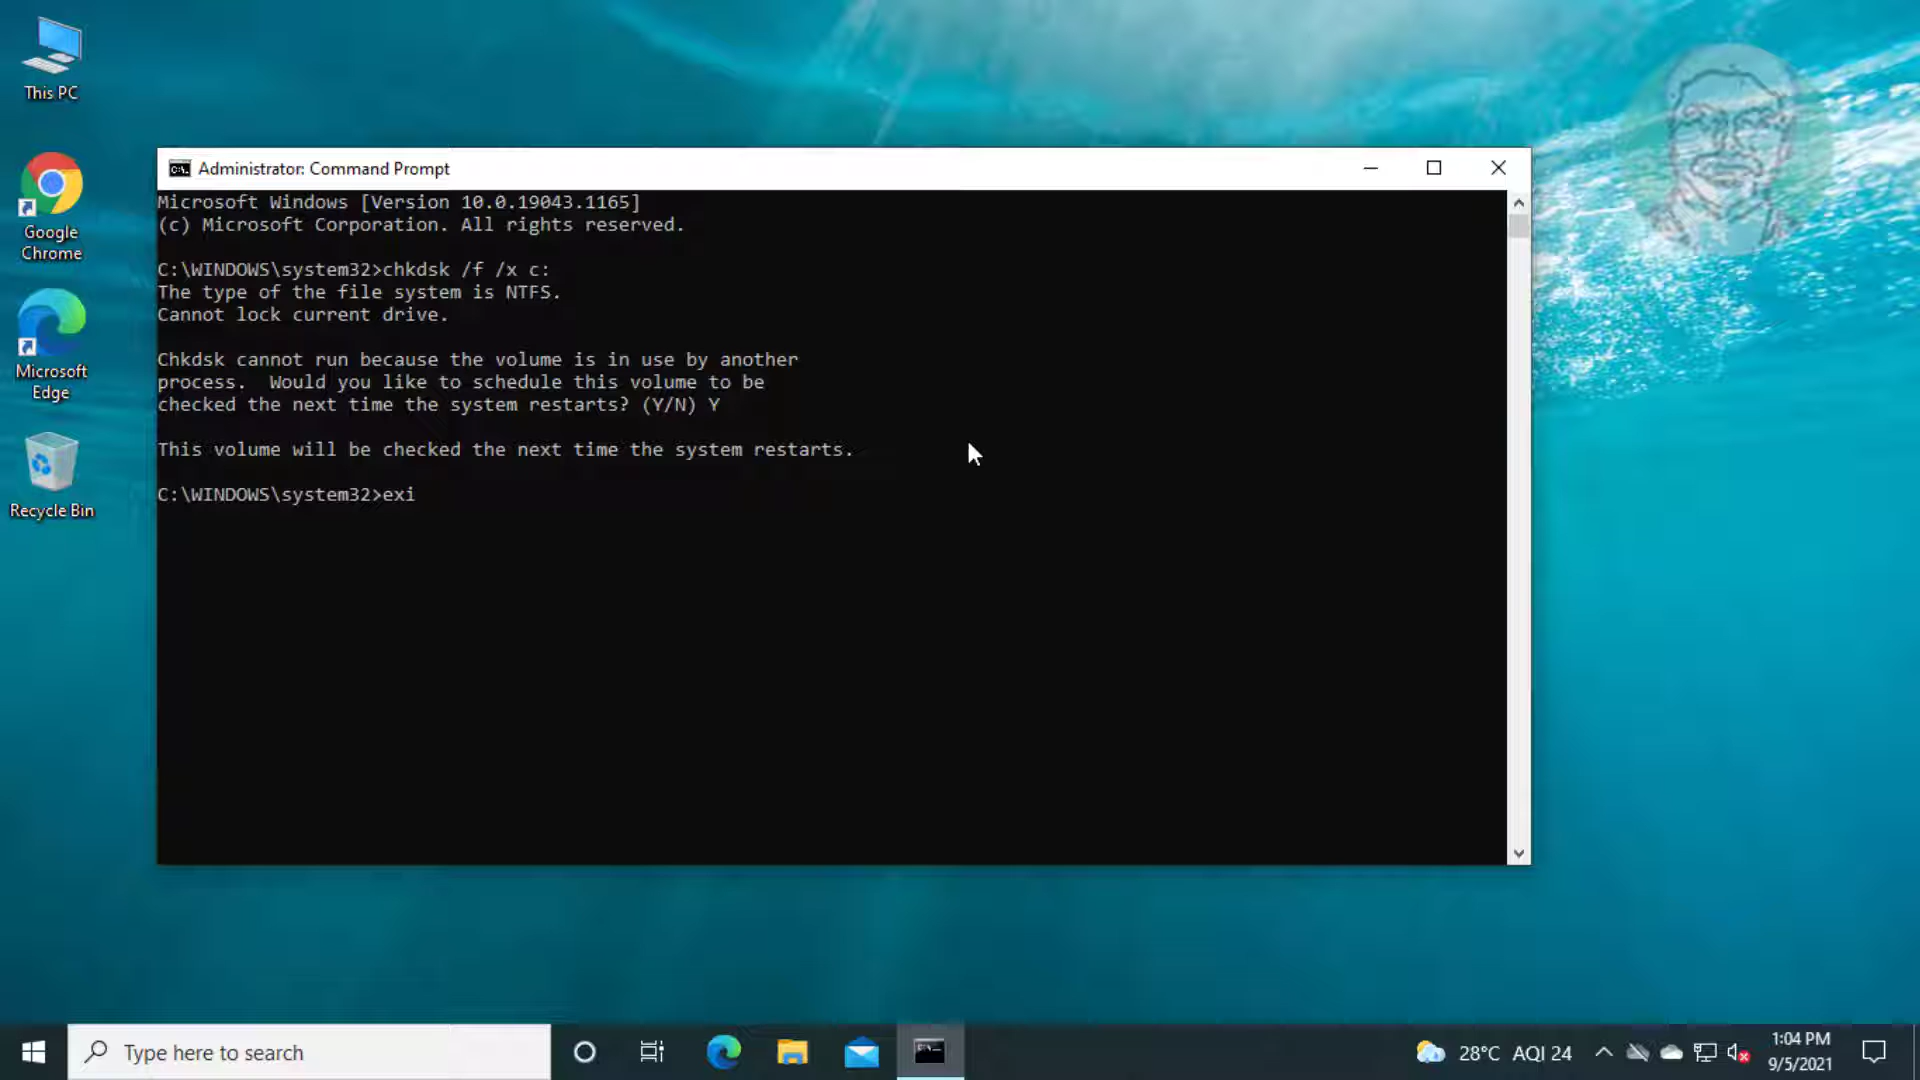 This PC
Administrator: Command Prompt
Microsoft Windows [Version 10.0.19043.1165]
(c) Microsoft Corporation. All rights reserved.
C:\WINDOWS\system32>chkdsk /f /x c:
The type of the file system is NTFS.
Cannot lock current drive.
Chkdsk cannot run because the volume is in use by another
process.  Would you like to schedule this volume to be
checked the next time the system restarts? (Y/N) Y
This volume will be checked the next time the system restarts.
C:\WINDOWS\system32>exi
Google
Chrome
Microsoft
Edge
Recycle Bin
Type here to search
28°C AQI 24
1:04 PM
9/5/2021